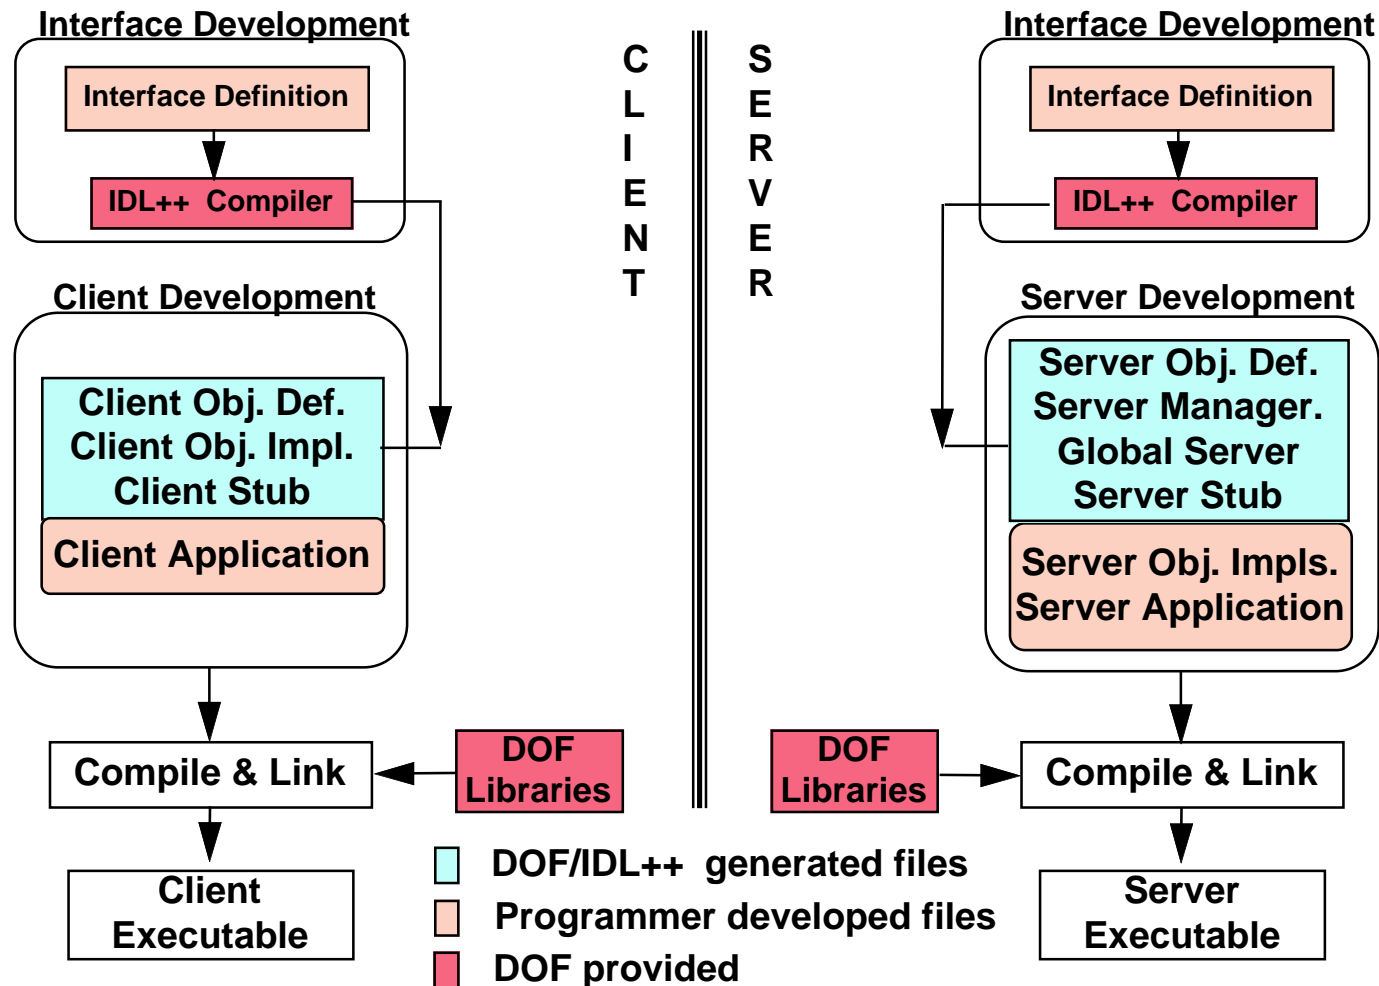 Interface Development
Interface Definition
IDL++ Compiler
Client Development
Client Obj. Def.
Client Obj. Impl.
Client Stub
Client Application
Compile & Link
DOF
Libraries
Client
Executable
C
L
I
E
N
T
S
E
R
V
E
R
Interface Development
Interface Definition
IDL++ Compiler
Server Development
Server Obj. Def.
Server Manager.
Global Server
Server Stub
Server Obj. Impls.
Server Application
DOF
Libraries
Compile & Link
Server
Executable
DOF/IDL++ generated files
Programmer developed files
DOF provided